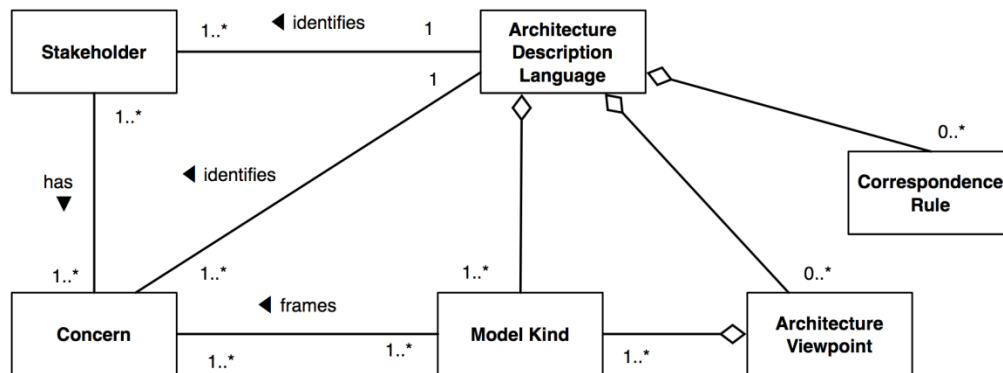 Stakeholder
1..*
◀ identifies
1
Architecture
Description
Language
1
1..*
has
▼
◀ identifies
0..*
Correspondence
Rule
1..*
1..*
1..*
0..*
Concern
◀ frames
Model Kind
Architecture
Viewpoint
1..*
1..*
1..*